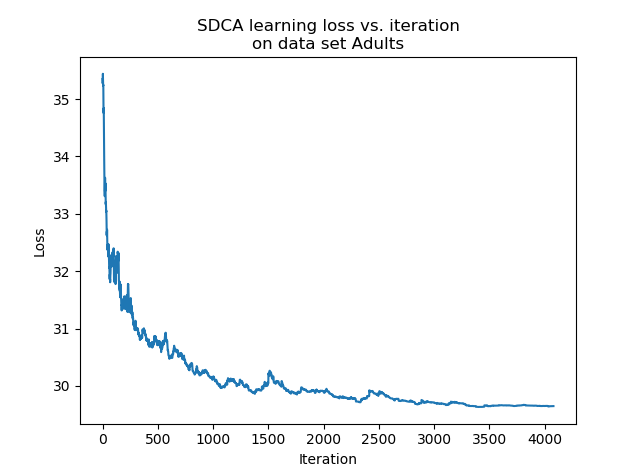 SDCA learning loss vs. iteration
on data set Adults
Loss
35
34
33
32
31
30
0 500 1000 1500 2000 2500 3000 3500 4000
Iteration